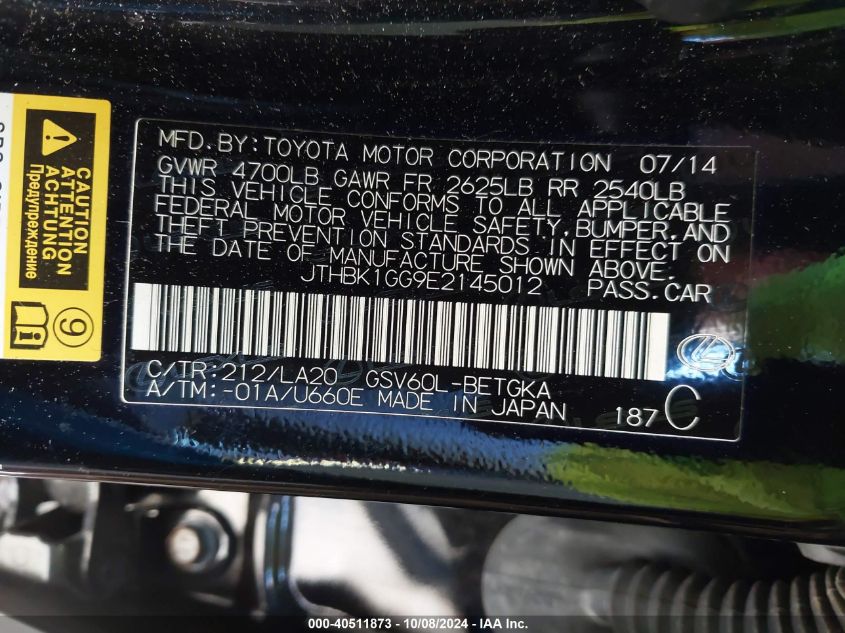 MFD.BY:TOYOTA MOTOR CORPORATION 07/14
GVWR 4700LB GAWR FR 2625LB RR 2540LB
THIS VEHICLE CONFORMS TO ALL APPLICABLE
FEDERAL MOTOR VEHICLE SAFETY,BUMPER,AND
THEFT PREVENTION STANDARDS IN EFFECT ON
THE DATE OF MANUFACTURE SHOWN ABOVE.
JTHBK1GG9E2145012 PASS.CAR
C/TR:212/LA20 GSV60L-BETGKA
A/TM:-01A/U660E MADE IN JAPAN 187 C
CAUTION
ATTENTION
Предупреждение
9
000-40511873 - 10/08/2024 - IAA Inc.